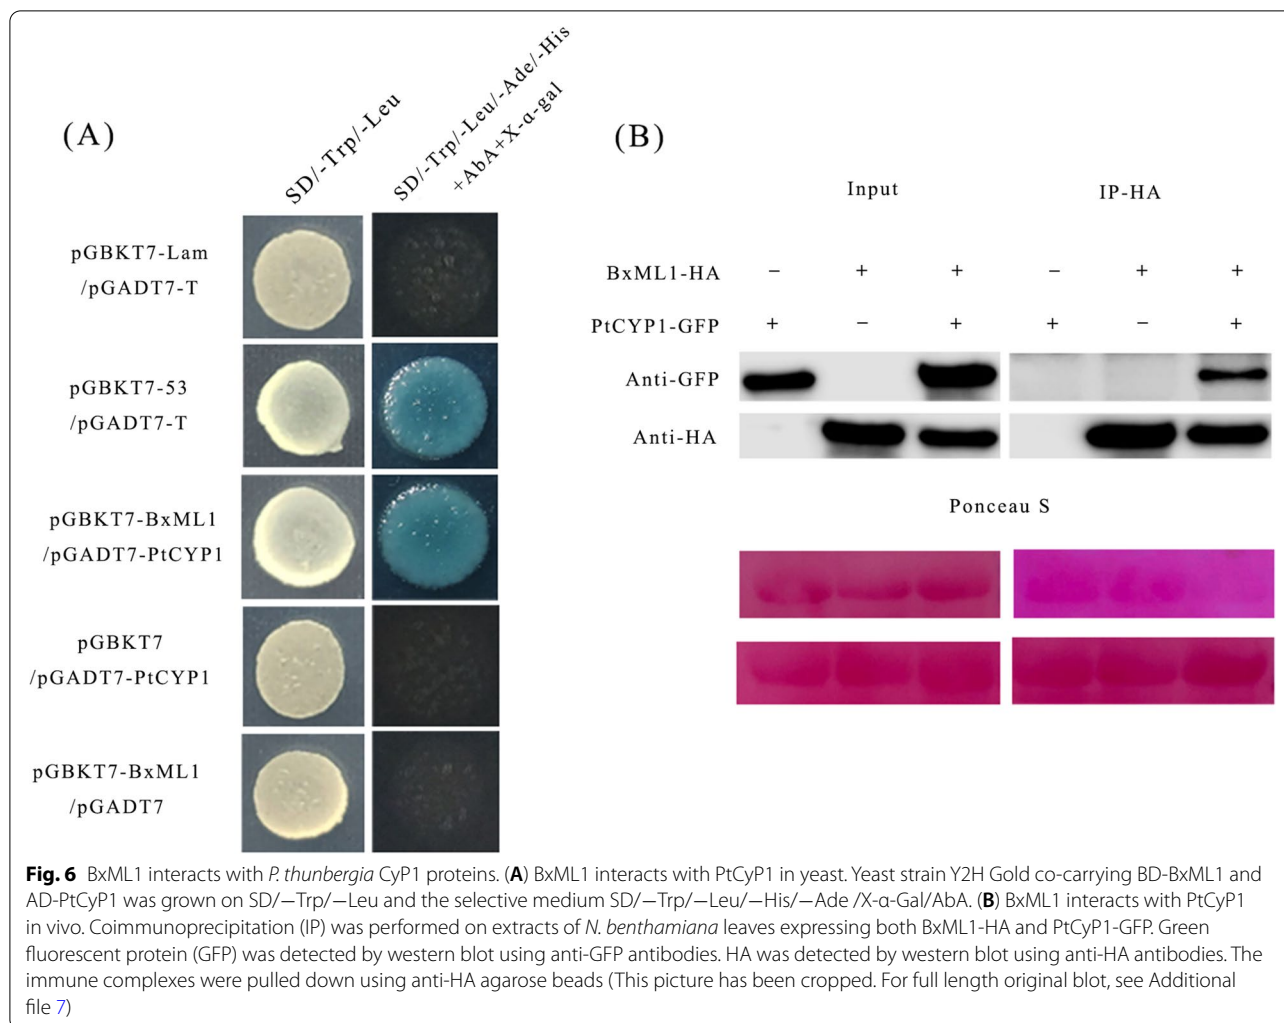 (A)
SD/-Trp/-Leu
SD/-Trp/-Leu/-Ade/-His
+AbA+X-α-gal
pGBKT7-Lam
/pGADT7-T
pGBKT7-53
/pGADT7-T
pGBKT7-BxML1
/pGADT7-PtCYP1
pGBKT7
/pGADT7-PtCYP1
pGBKT7-BxML1
/pGADT7
(B)
Input IP-HA
BxML1-HA − + + − + +
PtCYP1-GFP + − + + − +
Anti-GFP
Anti-HA
Ponceau S
Fig. 6 BxML1 interacts with P. thunbergia CyP1 proteins. (A) BxML1 interacts with PtCyP1 in yeast. Yeast strain Y2H Gold co-carrying BD-BxML1 and
AD-PtCyP1 was grown on SD/−Trp/−Leu and the selective medium SD/−Trp/−Leu/−His/−Ade /X-α-Gal/AbA. (B) BxML1 interacts with PtCyP1
in vivo. Coimmunoprecipitation (IP) was performed on extracts of N. benthamiana leaves expressing both BxML1-HA and PtCyP1-GFP. Green
fluorescent protein (GFP) was detected by western blot using anti-GFP antibodies. HA was detected by western blot using anti-HA antibodies. The
immune complexes were pulled down using anti-HA agarose beads (This picture has been cropped. For full length original blot, see Additional
file 7)